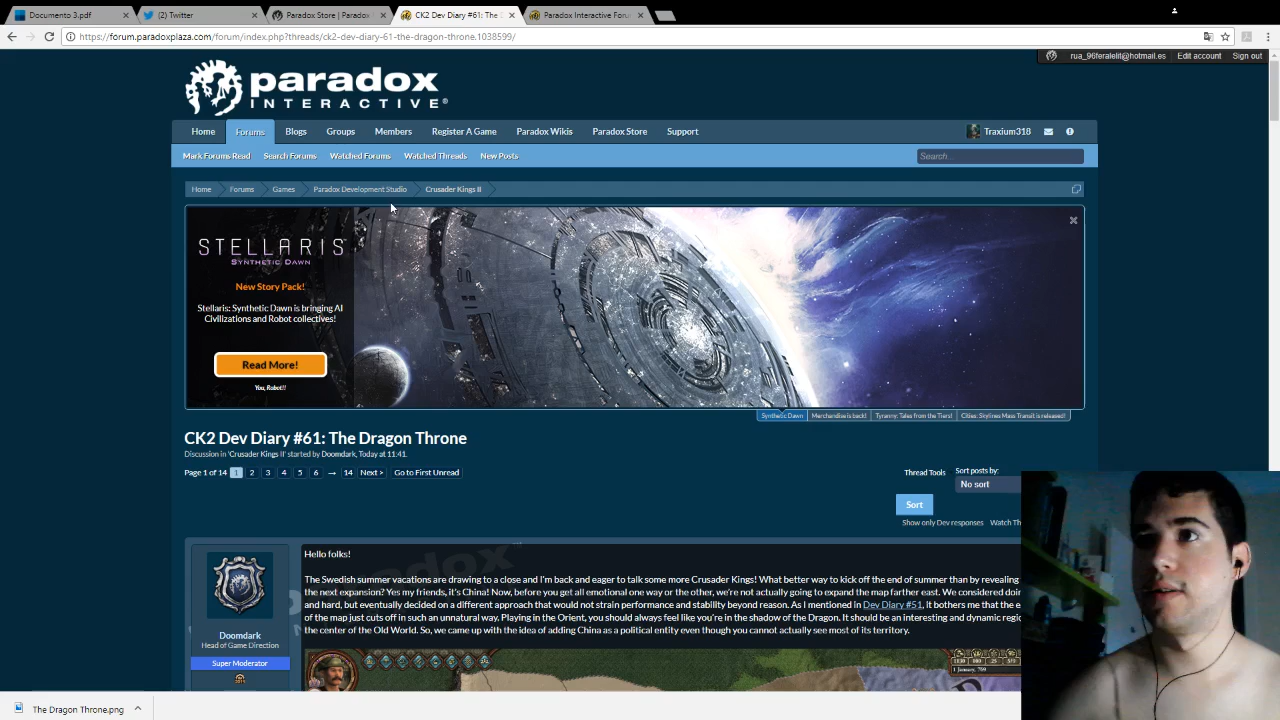 Documento 3.pdf
(2) Twitter
Paradox Store | Paradox
CK2 Dev Diary #61: The D
Paradox Interactive Foru
https://forum.paradoxplaza.com/forum/index.php?threads/ck2-dev-diary-61-the-dragon-throne.1038599/
rua_96feralelit@hotmail.es Edit account Sign out
paradox
INTERACTIVE
Home Forums Blogs Groups Members Register A Game Paradox Wikis Paradox Store Support Traxium318
Mark Forums Read Search Forums Watched Forums Watched Threads New Posts Search...
Home Forums Games Paradox Development Studio Crusader Kings II
STELLARIS
SYNTHETIC DAWN
New Story Pack!
Stellaris: Synthetic Dawn is bringing AI
Civilizations and Robot collectives!
Read More!
You, Robot!!
Synthetic Dawn Merchandise is back! Tyranny: Tales from the Tiers! Cities: Skylines Mass Transit is released!
CK2 Dev Diary #61: The Dragon Throne
Discussion in 'Crusader Kings II' started by Doomdark, Today at 11:41.
Page 1 of 14 1 2 3 4 5 6 → 14 Next > Go to First Unread
Thread Tools Sort posts by:
No sort
Sort
Show only Dev responses Watch Th
Hello folks!
The Swedish summer vacations are drawing to a close and I'm back and eager to talk some more Crusader Kings! What better way to kick off the end of summer than by revealing
the next expansion? Yes my friends, it's China! Now, before you get all emotional one way or the other, we're not actually going to expand the map farther east. We considered doin
and hard, but eventually decided on a different approach that would not strain performance and stability beyond reason. As I mentioned in Dev Diary #51, it bothers me that the ea
of the map just cuts off in such an unnatural way. Playing in the Orient, you should always feel like you're in the shadow of the Dragon. It should be an interesting and dynamic regio
the center of the Old World. So, we came up with the idea of adding China as a political entity even though you cannot actually see most of its territory.
Doomdark
Head of Game Direction
Super Moderator
The Dragon Throne.png